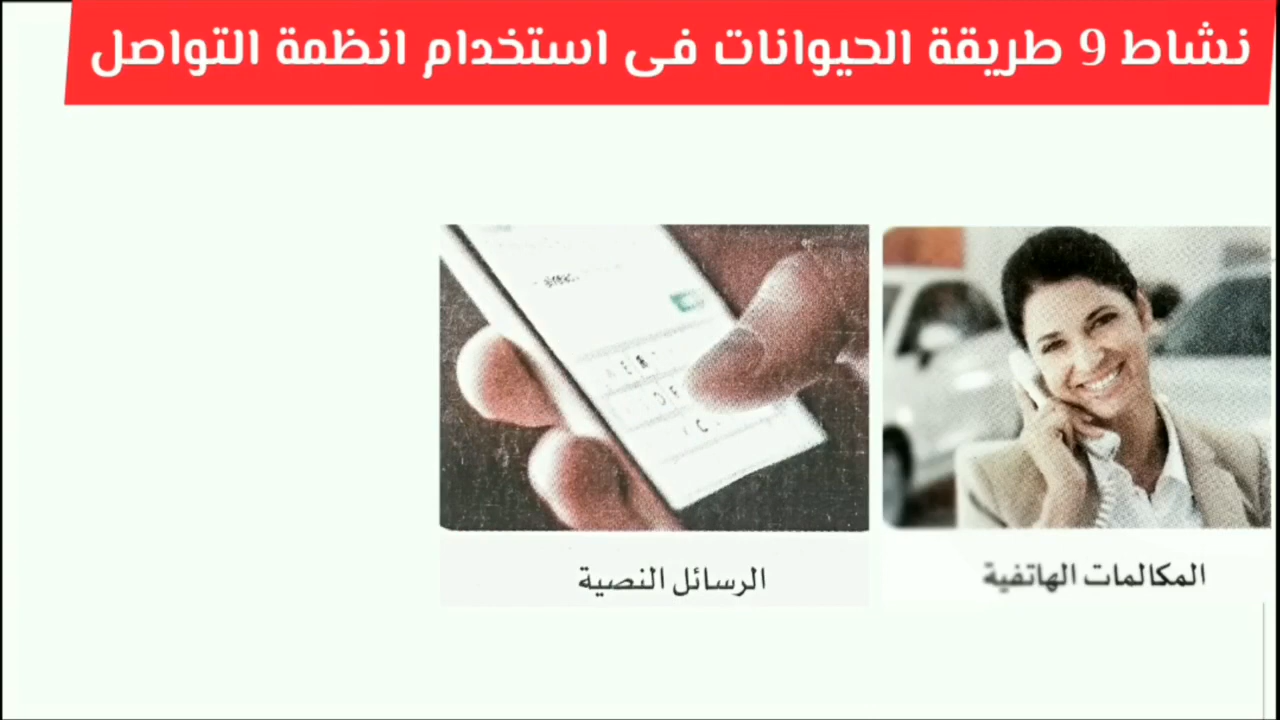 نشاط 9 طريقة الحيوانات فى استخدام انظمة التواصل
المكالمات الهاتفية
الرسائل النصية